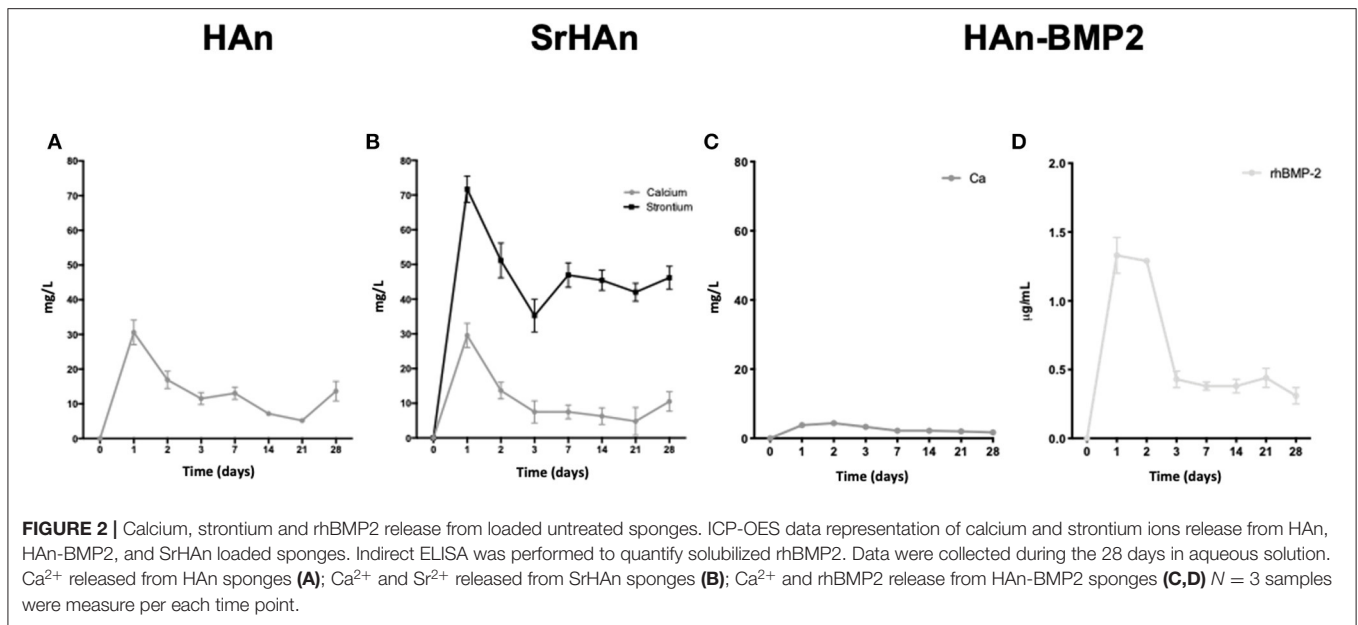 HAn
SrHAn
HAn-BMP2
A
80
70
60
50
40
30
20
10
0
mg/L
0 1 2 3 7 14 21 28
Time (days)
B
80
70
60
50
40
30
20
10
0
mg/L
Calcium
Strontium
0 1 2 3 7 14 21 28
Time (days)
C
80
60
40
20
0
mg/L
Ca
0 1 2 3 7 14 21 28
Time (days)
D
2.0
1.5
1.0
0.5
0.0
µg/mL
rhBMP-2
0 1 2 3 7 14 21 28
Time (days)
FIGURE 2 | Calcium, strontium and rhBMP2 release from loaded untreated sponges. ICP-OES data representation of calcium and strontium ions release from HAn,
HAn-BMP2, and SrHAn loaded sponges. Indirect ELISA was performed to quantify solubilized rhBMP2. Data were collected during the 28 days in aqueous solution.
Ca²⁺ released from HAn sponges (A); Ca²⁺ and Sr²⁺ released from SrHAn sponges (B); Ca²⁺ and rhBMP2 release from HAn-BMP2 sponges (C,D) N = 3 samples
were measure per each time point.